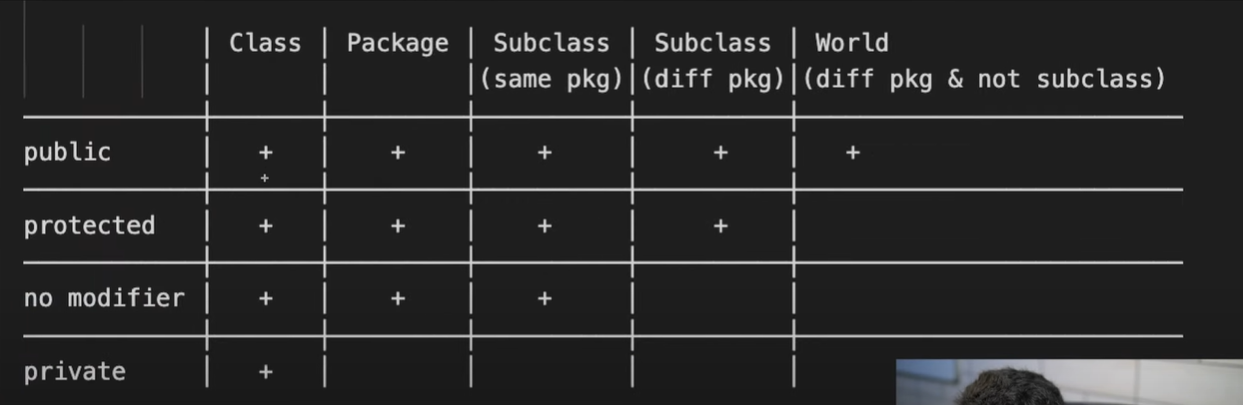 | Class | Package | Subclass | Subclass | World
| | |(same pkg)|(diff pkg)|(diff pkg & not subclass)
public | + | + | + | + | +
+
protected | + | + | + | + |
no modifier | + | + | + | |
private | + | | | |